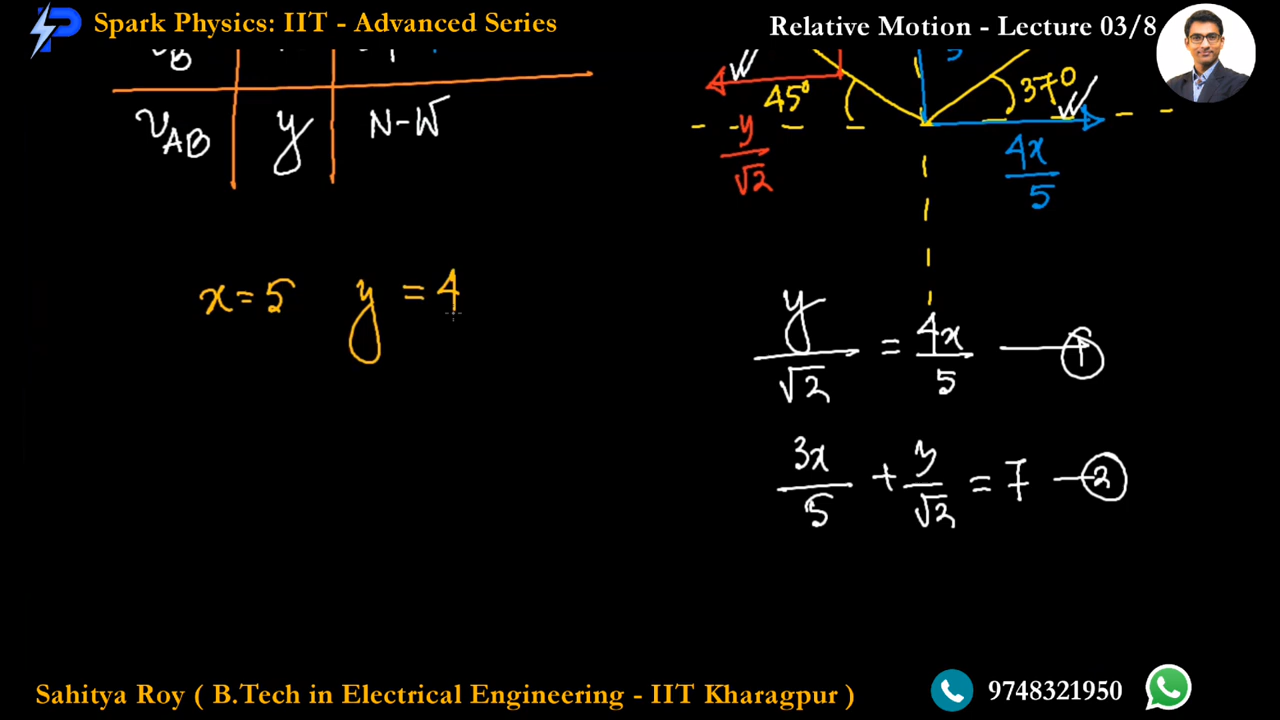 Spark Physics: IIT - Advanced Series
Relative Motion - Lecture 03/8
v_B
v_AB y N-W
45° 37°
y/√2
4x/5
x = 5 y = 4
y/√2 = 4x/5 — 1
3x/5 + y/√2 = 7 — 2
Sahitya Roy ( B.Tech in Electrical Engineering - IIT Kharagpur )
9748321950